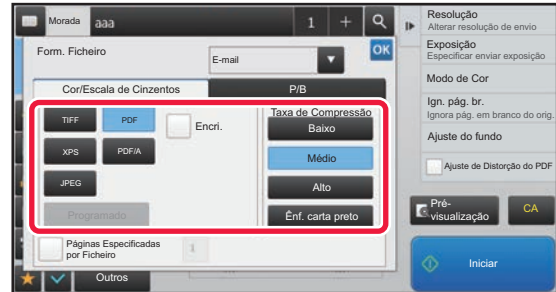 Morada
aaa
1
Form. Ficheiro
E-mail
OK
Cor/Escala de Cinzentos
P/B
TIFF
PDF
Encri.
XPS
PDF/A
JPEG
Programado
Taxa de Compressão
Baixo
Médio
Alto
Ênf. carta preto
Páginas Especificadas
por Ficheiro
1
Outros
Resolução
Alterar resolução de envio
Exposição
Especificar enviar exposição
Modo de Cor
Ign. pág. br.
Ignora pág. em branco do orig.
Ajuste do fundo
Ajuste de Distorção do PDF
Pré-
visualização
CA
Iniciar